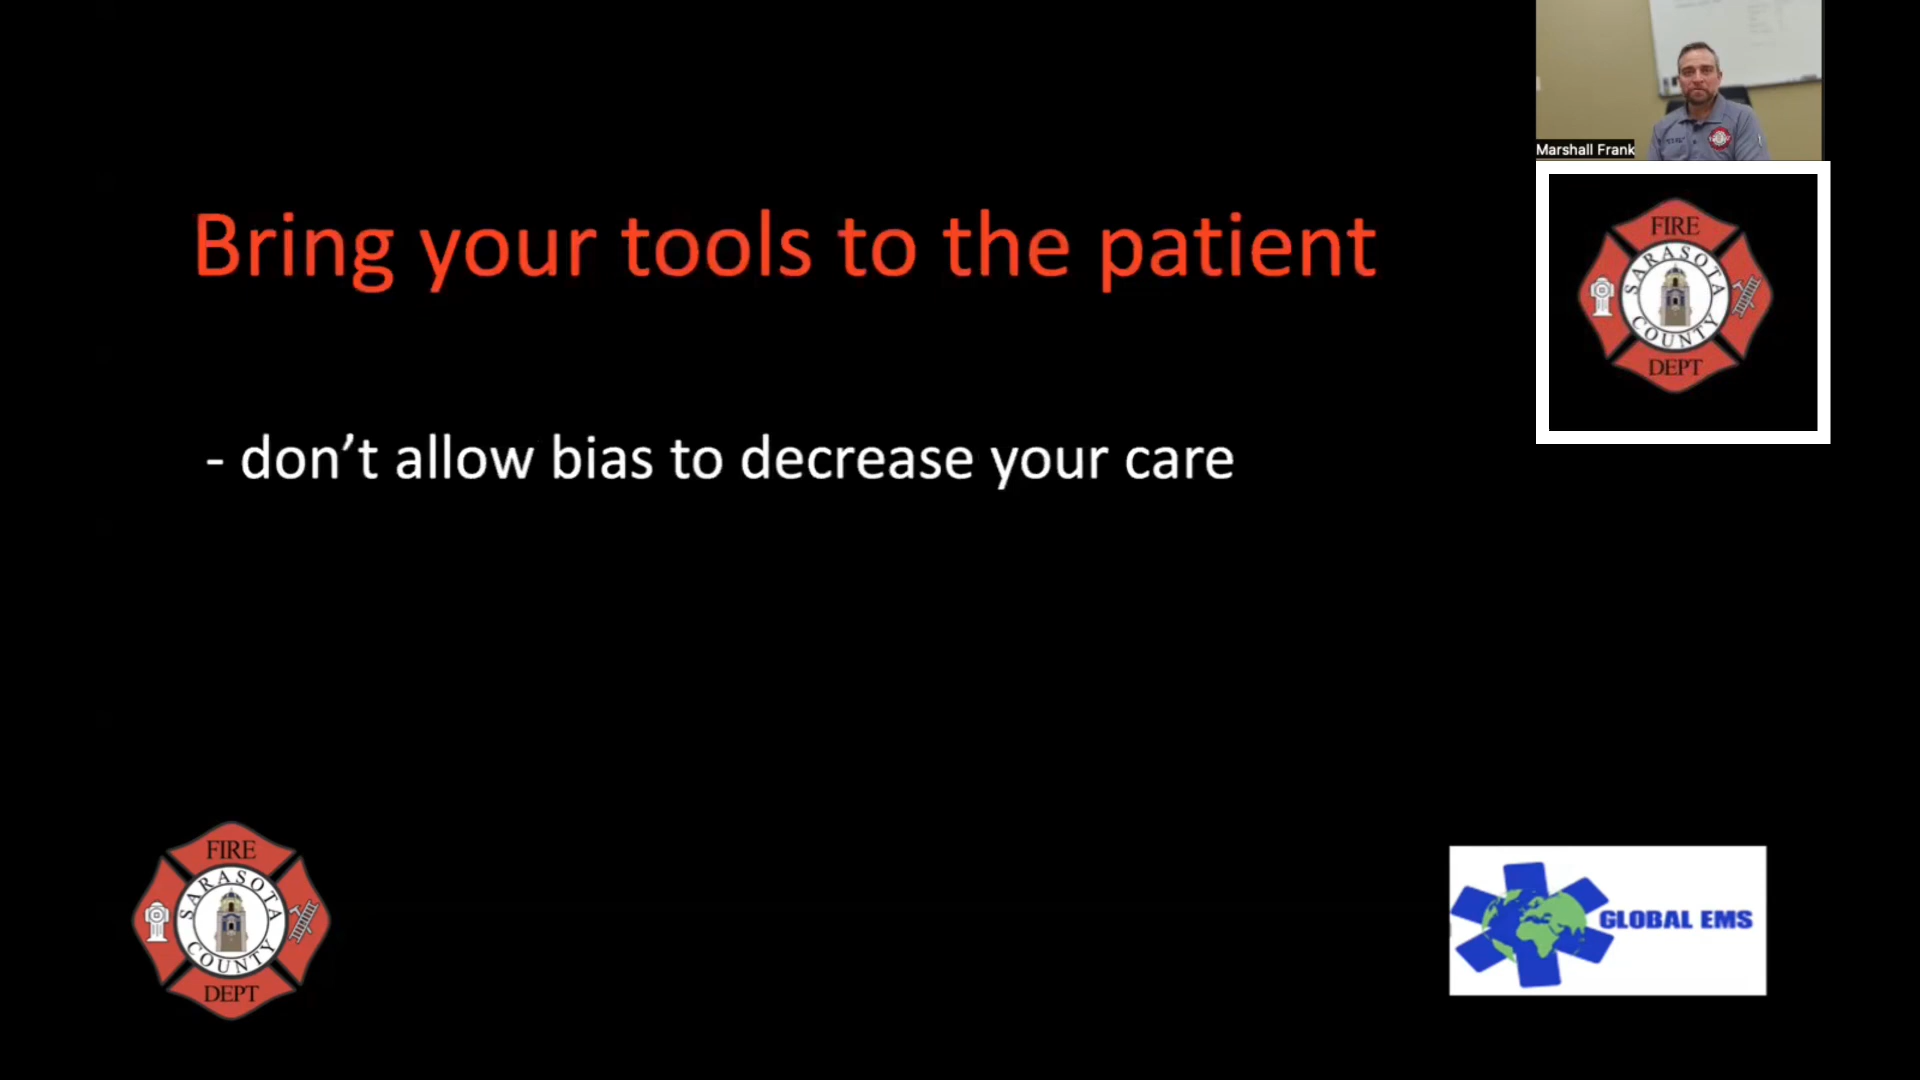 Marshall Frank
Bring your tools to the patient
FIRE
SARASOTA
COUNTY
DEPT
- don’t allow bias to decrease your care
FIRE
SARASOTA
COUNTY
DEPT
GLOBAL EMS